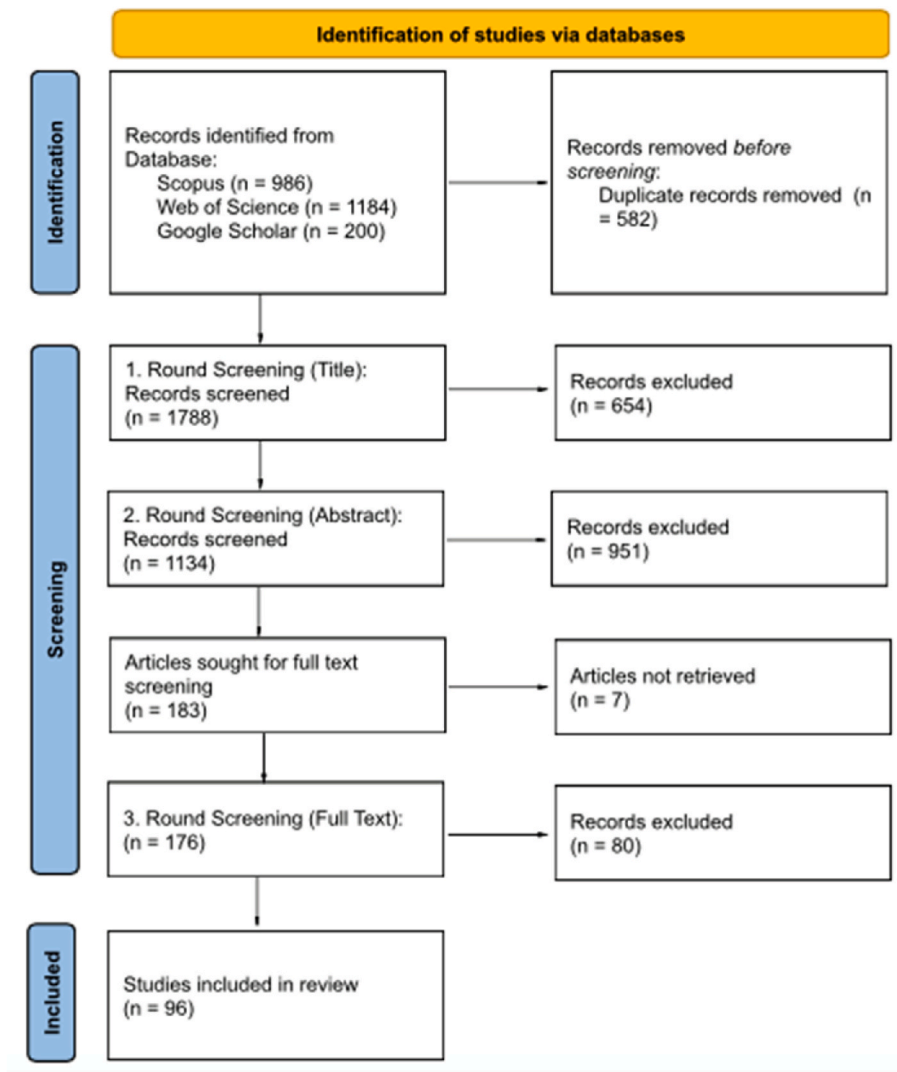 Identification of studies via databases
Identification
Records identified from
Database:
Scopus (n = 986)
Web of Science (n = 1184)
Google Scholar (n = 200)
Records removed before
screening:
Duplicate records removed (n
= 582)
Screening
1. Round Screening (Title):
Records screened
(n = 1788)
Records excluded
(n = 654)
2. Round Screening (Abstract):
Records screened
(n = 1134)
Records excluded
(n = 951)
Articles sought for full text
screening
(n = 183)
Articles not retrieved
(n = 7)
3. Round Screening (Full Text):
(n = 176)
Records excluded
(n = 80)
Included
Studies included in review
(n = 96)